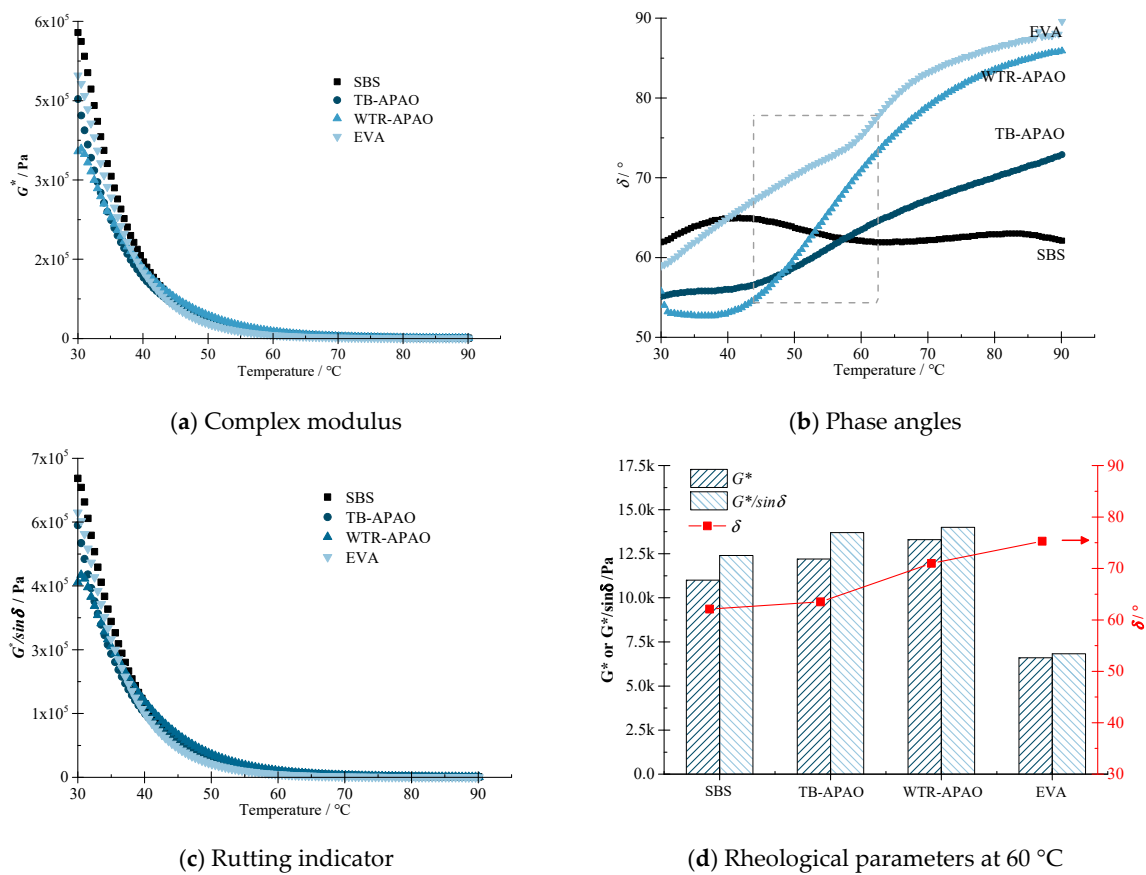 6x10⁵
5x10⁵
3x10⁵
2x10⁵
0
G* / Pa
SBS
TB-APAO
WTR-APAO
EVA
30 40 50 60 70 80 90
Temperature / °C
(a) Complex modulus
90
80
70
60
50
δ / °
EVA
WTR-APAO
TB-APAO
SBS
30 40 50 60 70 80 90
Temperature / °C
(b) Phase angles
7x10⁵
6x10⁵
4x10⁵
3x10⁵
1x10⁵
0
G*/sinδ / Pa
SBS
TB-APAO
WTR-APAO
EVA
30 40 50 60 70 80 90
Temperature / °C
(c) Rutting indicator
17.5k
15.0k
12.5k
10.0k
7.5k
5.0k
2.5k
0.0
G* or G*/sinδ /Pa
G*
G*/sinδ
δ
90
80
70
60
50
40
30
δ / °
SBS TB-APAO WTR-APAO EVA
(d) Rheological parameters at 60 °C